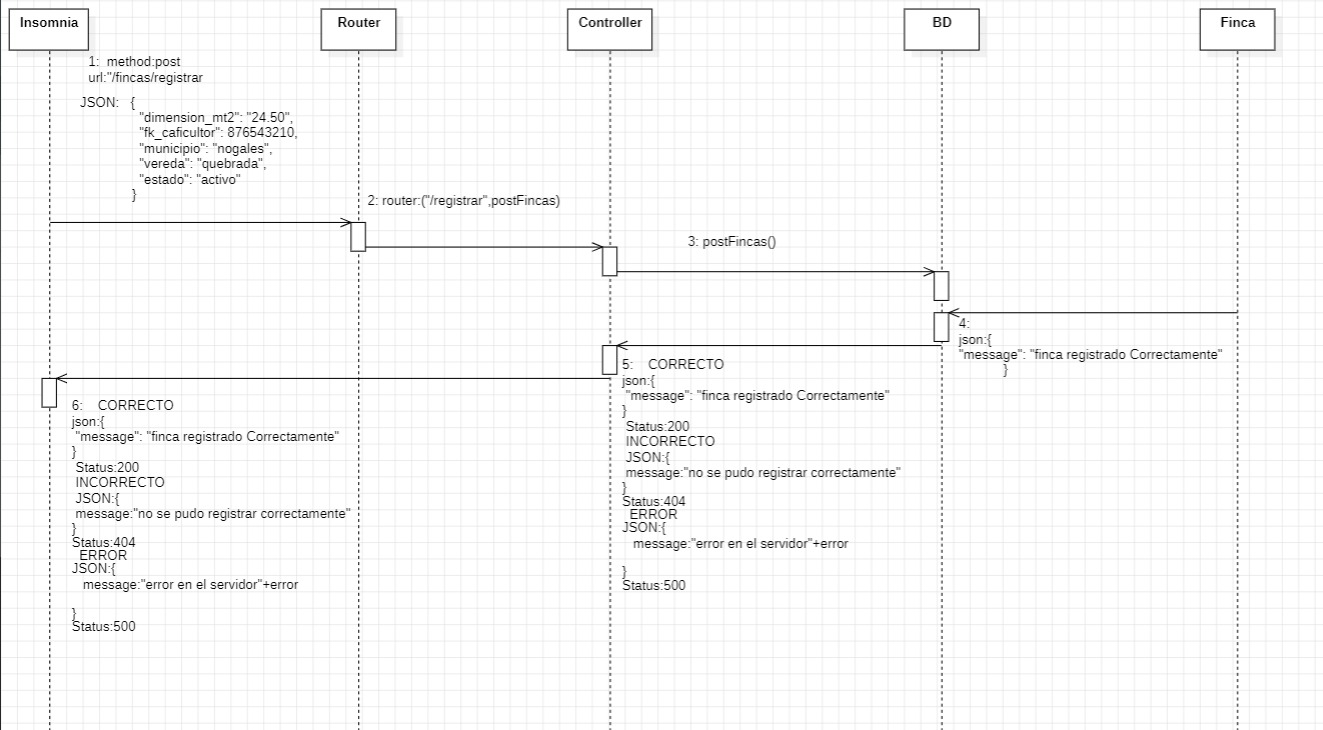 Insomnia
Router
Controller
BD
Finca
1:  method:post
url:"/fincas/registrar
JSON:   {
"dimension_mt2": "24.50",
"fk_caficultor": 876543210,
"municipio": "nogales",
"vereda": "quebrada",
"estado": "activo"
}
2: router:("/registrar",postFincas)
3: postFincas()
4:
json:{
"message": "finca registrado Correctamente"
}
5:    CORRECTO
json:{
"message": "finca registrado Correctamente"
}
Status:200
INCORRECTO
JSON:{
message:"no se pudo registrar correctamente"
}
Status:404
ERROR
JSON:{
message:"error en el servidor"+error
}
Status:500
6:    CORRECTO
json:{
"message": "finca registrado Correctamente"
}
Status:200
INCORRECTO
JSON:{
message:"no se pudo registrar correctamente"
}
Status:404
ERROR
JSON:{
message:"error en el servidor"+error
}
Status:500